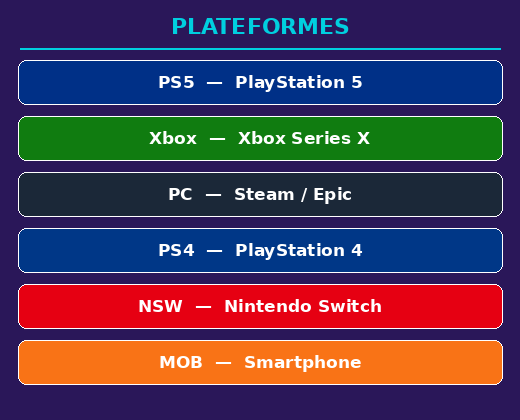 PLATEFORMES
PS5 — PlayStation 5
Xbox — Xbox Series X
PC — Steam / Epic
PS4 — PlayStation 4
NSW — Nintendo Switch
MOB — Smartphone